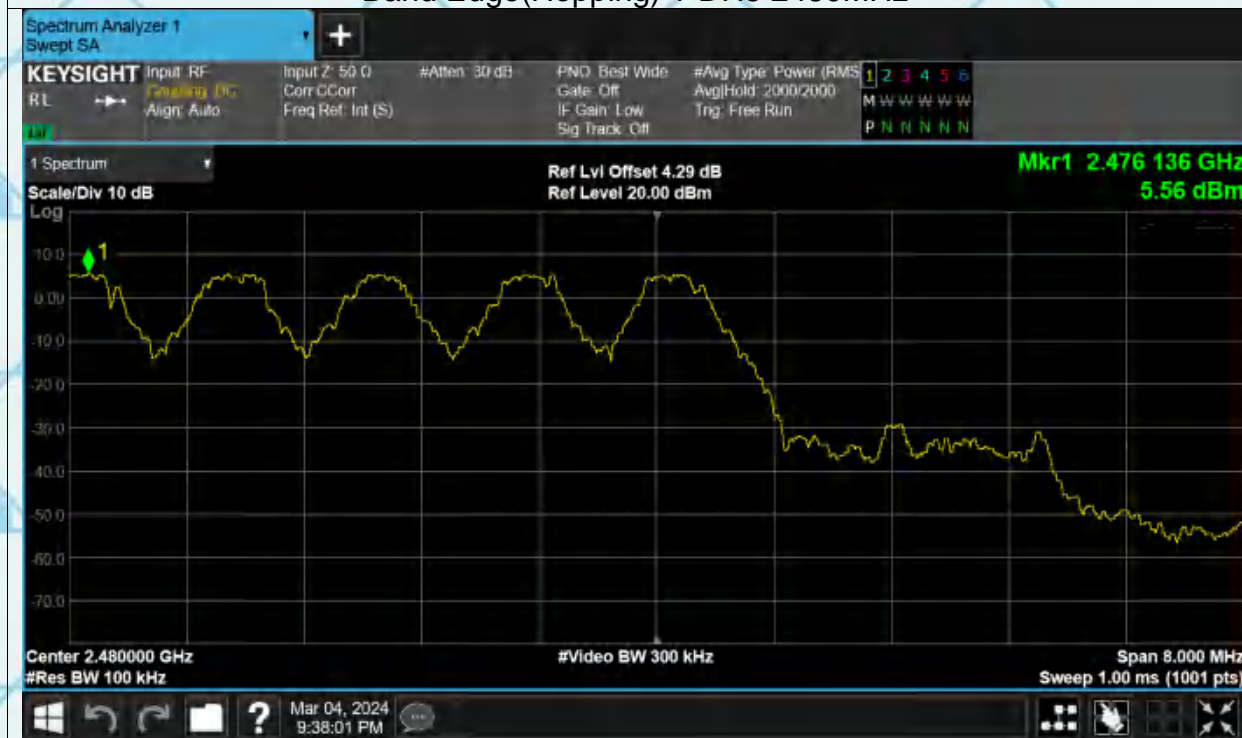 Spectrum Analyzer 1
Swept SA
+
KEYSIGHT
RL
Input: RF
Coupling: DC
Align: Auto
Input Z: 50 Ω
Corr CCorr
Freq Ref: Int (S)
#Atten: 30 dB
PNO: Best Wide
Gate: Off
IF Gain: Low
Sig Track: Off
#Avg Type: Power (RMS
Avg|Hold: 2000/2000
Trig: Free Run
1 2 3 4 5 6
M W W W W W
P N N N N N
1 Spectrum
Scale/Div 10 dB
Log
Ref Lvl Offset 4.29 dB
Ref Level 20.00 dBm
Mkr1 2.476 136 GHz
5.56 dBm
1
10.0
0.00
-10.0
-20.0
-30.0
-40.0
-50.0
-60.0
-70.0
Center 2.480000 GHz
#Res BW 100 kHz
#Video BW 300 kHz
Span 8.000 MHz
Sweep 1.00 ms (1001 pts)
?
Mar 04, 2024
9:38:01 PM